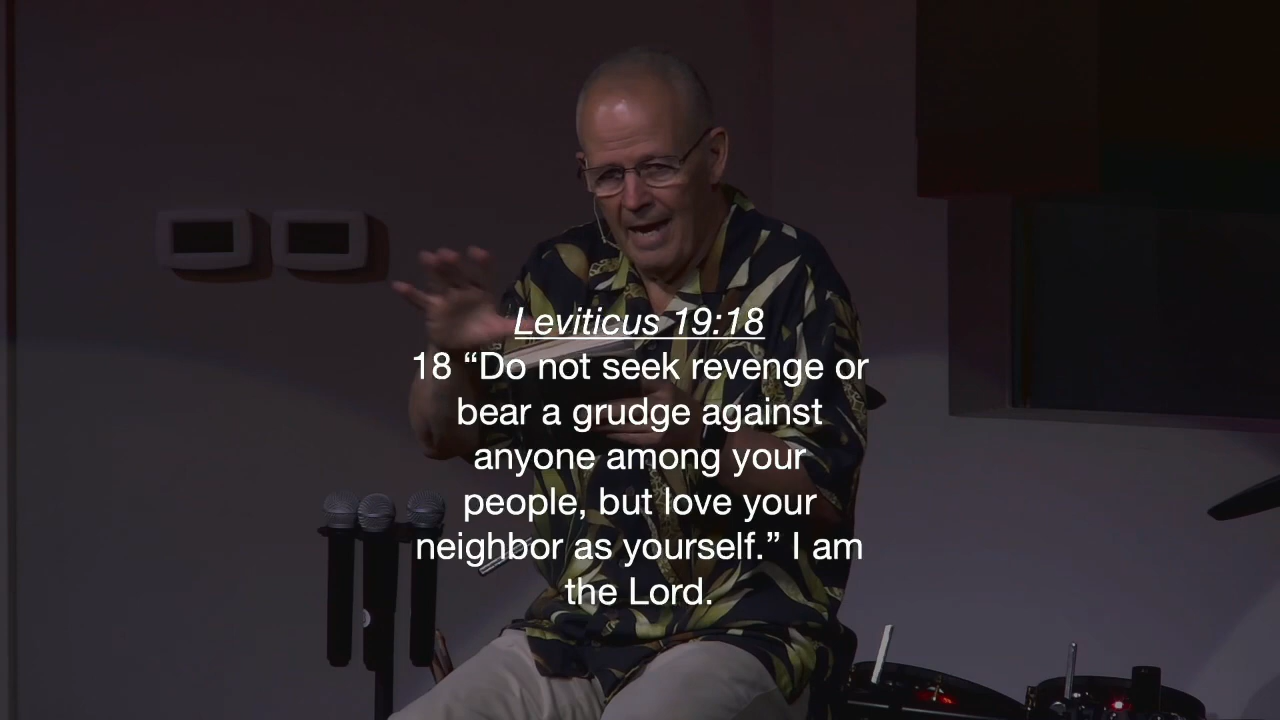 Leviticus 19:18
18 “Do not seek revenge or
bear a grudge against
anyone among your
people, but love your
neighbor as yourself.” I am
the Lord.